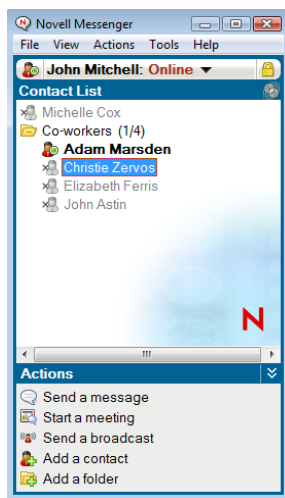 Novell Messenger
File View Actions Tools Help
John Mitchell: Online
Contact List
Michelle Cox
Co-workers (1/4)
Adam Marsden
Christie Zervos
Elizabeth Ferris
John Astin
N
Actions
Send a message
Start a meeting
Send a broadcast
Add a contact
Add a folder